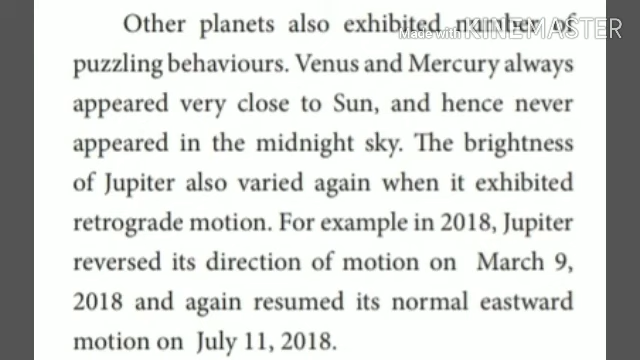 Other planets also exhibited number of
Made with KINEMASTER
puzzling behaviours. Venus and Mercury always
appeared very close to Sun, and hence never
appeared in the midnight sky. The brightness
of Jupiter also varied again when it exhibited
retrograde motion. For example in 2018, Jupiter
reversed its direction of motion on March 9,
2018 and again resumed its normal eastward
motion on July 11, 2018.